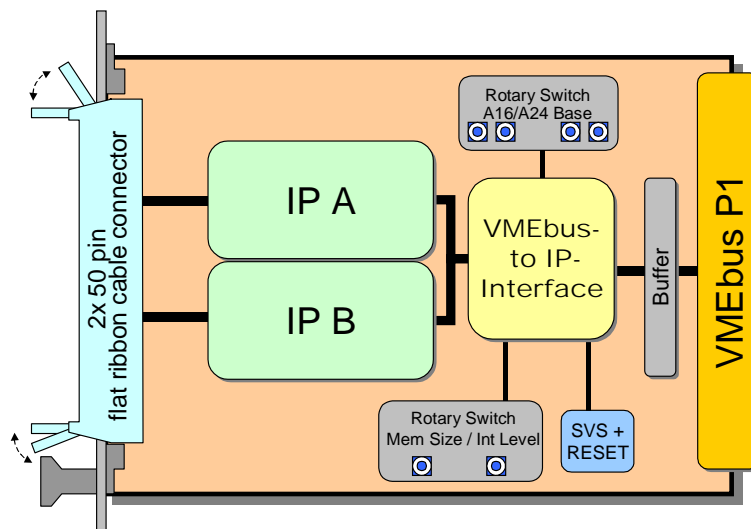 Rotary Switch
A16/A24 Base
2x 50 pin
flat ribbon cable connector
IP A
IP B
VMEbus-
to IP-
Interface
Buffer
VMEbus P1
Rotary Switch
Mem Size / Int Level
SVS +
RESET